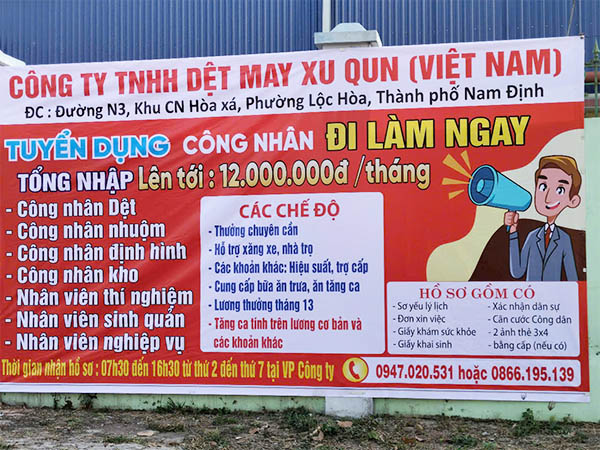 CÔNG TY TNHH DỆT MAY XU QUN (VIỆT NAM)
ĐC : Đường N3, Khu CN Hòa xá, Phường Lộc Hòa, Thành phố Nam Định
TUYỂN DỤNG CÔNG NHÂN ĐI LÀM NGAY
TỔNG NHẬP Lên tới : 12.000.000đ /tháng
- Công nhân Dệt
- Công nhân nhuộm
- Công nhân định hình
- Công nhân kho
- Nhân viên thí nghiệm
- Nhân viên sinh quản
- Nhân viên nghiệp vụ
CÁC CHẾ ĐỘ
- Thưởng chuyên cần
- Hỗ trợ xăng xe, nhà trọ
- Các khoản khác: Hiệu suất, trợ cấp
- Cung cấp bữa ăn trưa, ăn tăng ca
- Lương thưởng tháng 13
- Tăng ca tính trên lương cơ bản và
các khoản khác
HỒ SƠ GỒM CÓ
- Sơ yếu lý lịch
- Đơn xin việc
- Giấy khám sức khỏe
- Giấy khai sinh
- Xác nhận dân sự
- Căn cước Công dân
- 2 ảnh thẻ 3x4
- bằng cấp (nếu có)
Thời gian nhận hồ sơ : 07h30 đến 16h30 từ thứ 2 đến thứ 7 tại VP Công ty
0947.020.531 hoặc 0866.195.139